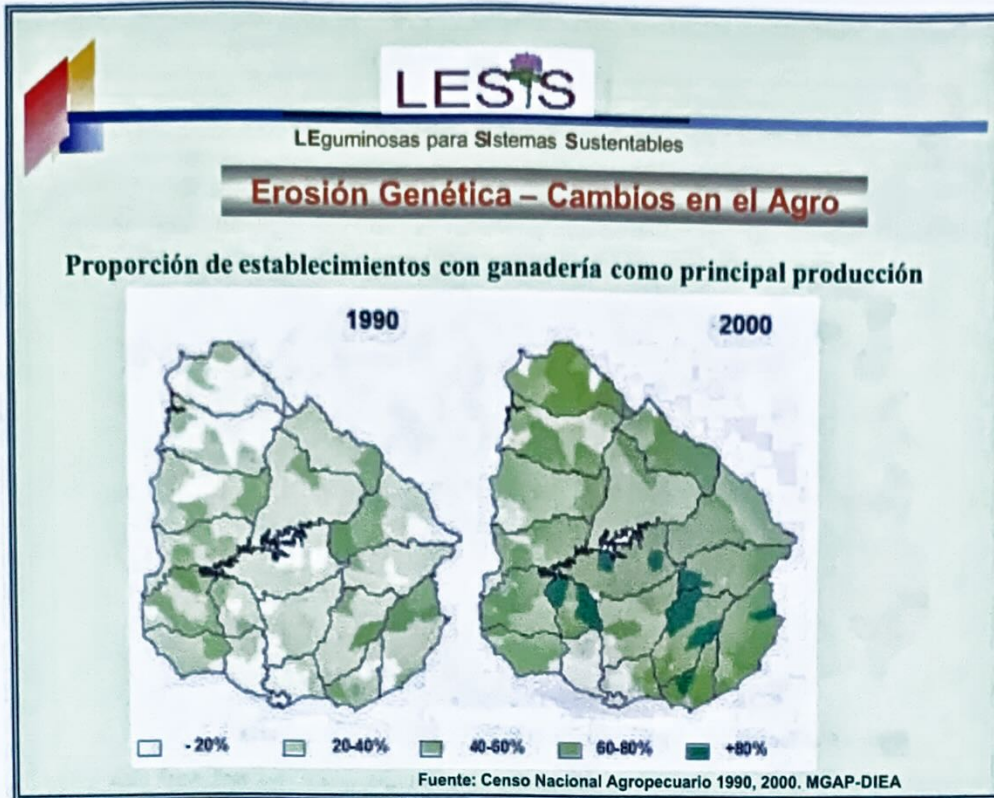 LESIS
LEguminosas para SIstemas Sustentables
Erosión Genética – Cambios en el Agro
Proporción de establecimientos con ganadería como principal producción
1990 2000
- 20% 20-40% 40-60% 60-80% +80%
Fuente: Censo Nacional Agropecuario 1990, 2000. MGAP-DIEA